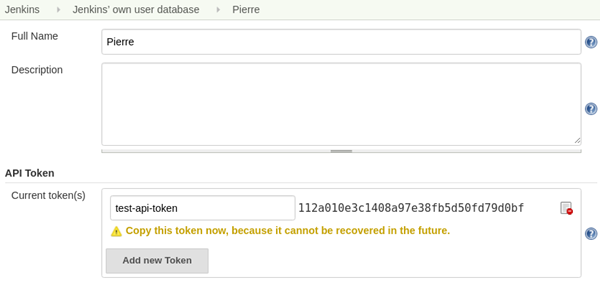 Jenkins Jenkins' own user database Pierre
Full Name Pierre
Description
API Token
Current token(s) test-api-token 112a010e3c1408a97e38fb5d50fd79d0bf
Copy this token now, because it cannot be recovered in the future.
Add new Token